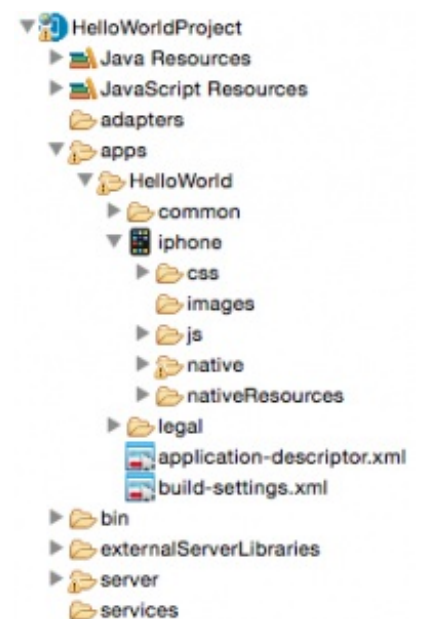 HelloWorldProject
Java Resources
JavaScript Resources
adapters
apps
HelloWorld
common
iphone
css
images
js
native
nativeResources
legal
application-descriptor.xml
build-settings.xml
bin
externalServerLibraries
server
services